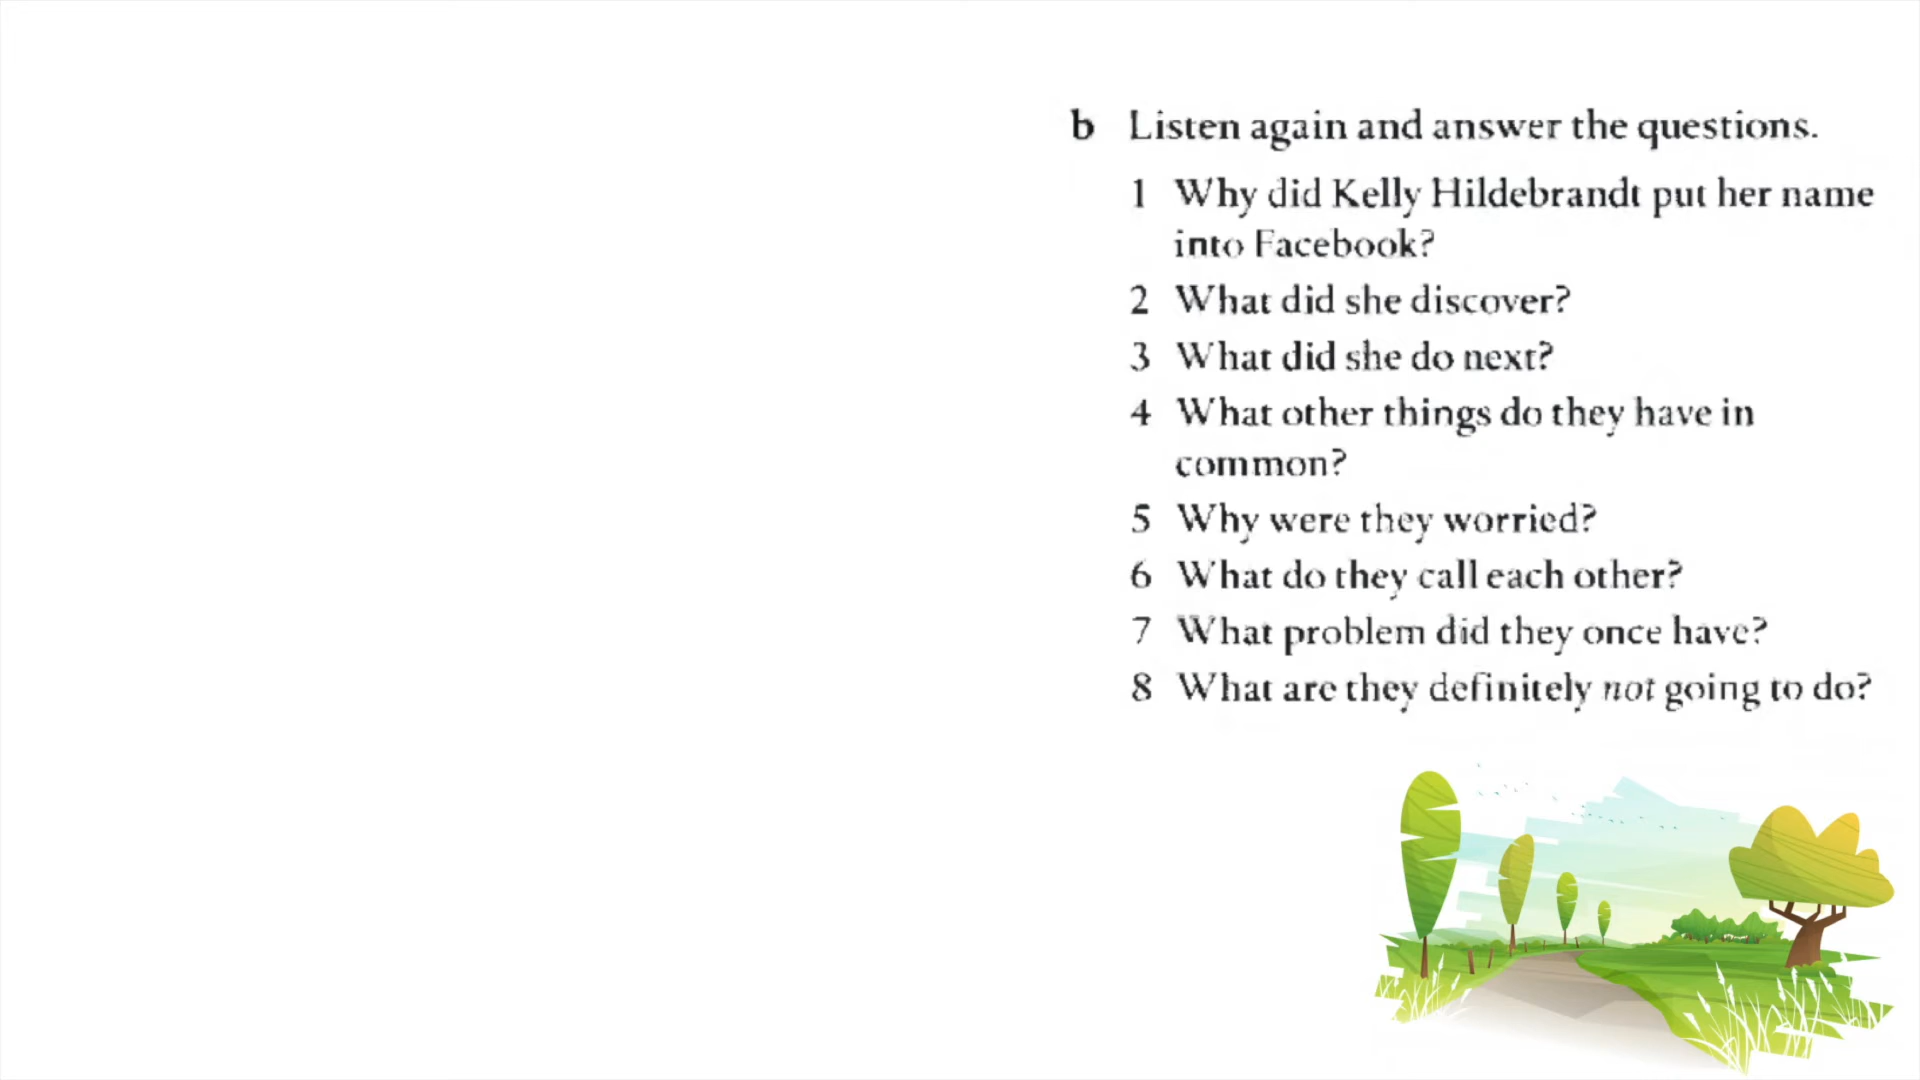 b Listen again and answer the questions.
1 Why did Kelly Hildebrandt put her name
into Facebook?
2 What did she discover?
3 What did she do next?
4 What other things do they have in
common?
5 Why were they worried?
6 What do they call each other?
7 What problem did they once have?
8 What are they definitely not going to do?